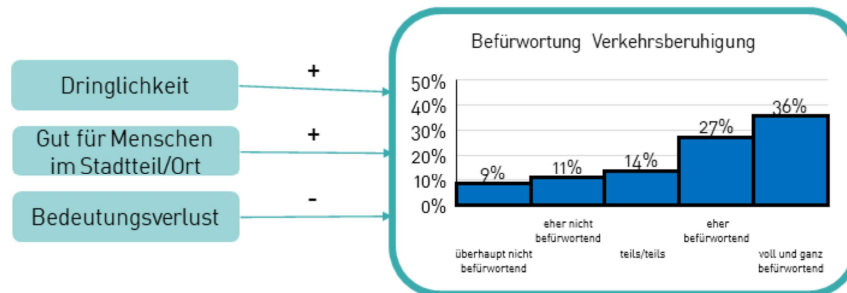 Befürwortung Verkehrsberuhigung
Dringlichkeit
+
Gut für Menschen
im Stadtteil/Ort
+
Bedeutungsverlust
-
50%
40%
30%
20%
10%
0%
9%
11%
14%
27%
36%
überhaupt nicht
befürwortend
eher nicht
befürwortend
teils/teils
eher
befürwortend
voll und ganz
befürwortend